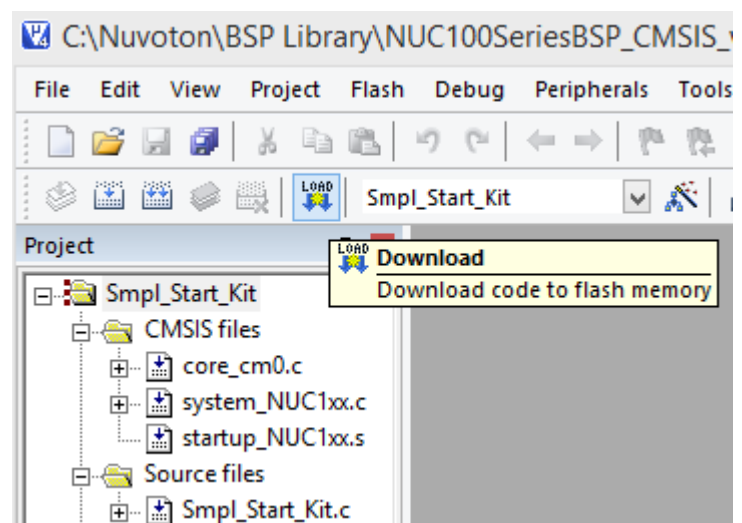 C:\Nuvoton\BSP Library\NUC100SeriesBSP_CMSIS_
File Edit View Project Flash Debug Peripherals Tools
LOAD Smpl_Start_Kit
Project
LOAD Download
Download code to flash memory
Smpl_Start_Kit
CMSIS files
core_cm0.c
system_NUC1xx.c
startup_NUC1xx.s
Source files
Smpl_Start_Kit.c